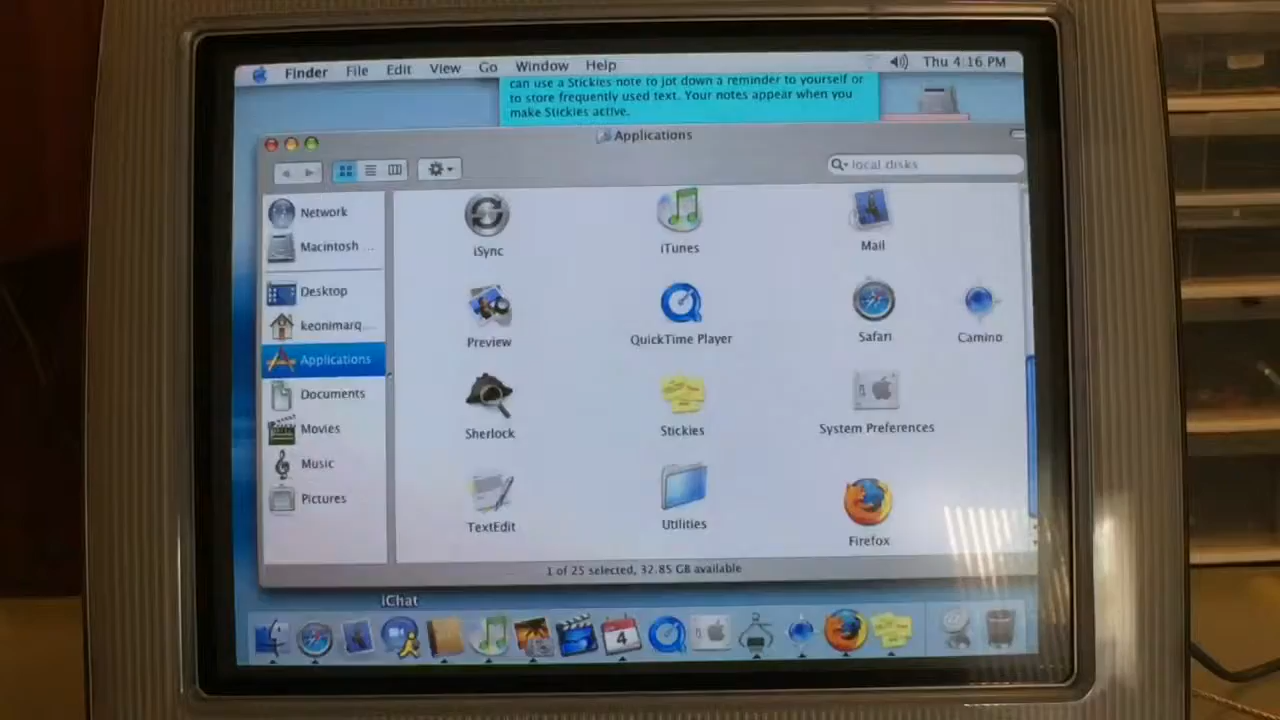 Finder File Edit View Go Window Help Thu 4:16 PM
can use a Stickies note to jot down a reminder to yourself or
to store frequently used text. Your notes appear when you
make Stickies active.
Applications
local disks
Network
Macintosh ...
Desktop
keonimarq...
Applications
Documents
Movies
Music
Pictures
iSync
iTunes
Mail
Preview
QuickTime Player
Safari
Camino
Sherlock
Stickies
System Preferences
TextEdit
Utilities
Firefox
1 of 25 selected, 32.85 GB available
iChat
4